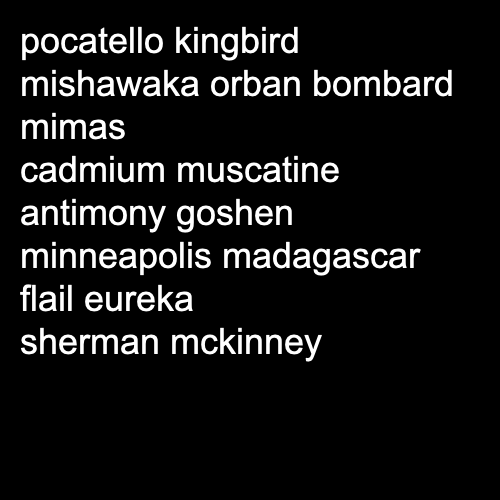 pocatello kingbird
mishawaka orban bombard
mimas
cadmium muscatine
antimony goshen
minneapolis madagascar
flail eureka
sherman mckinney